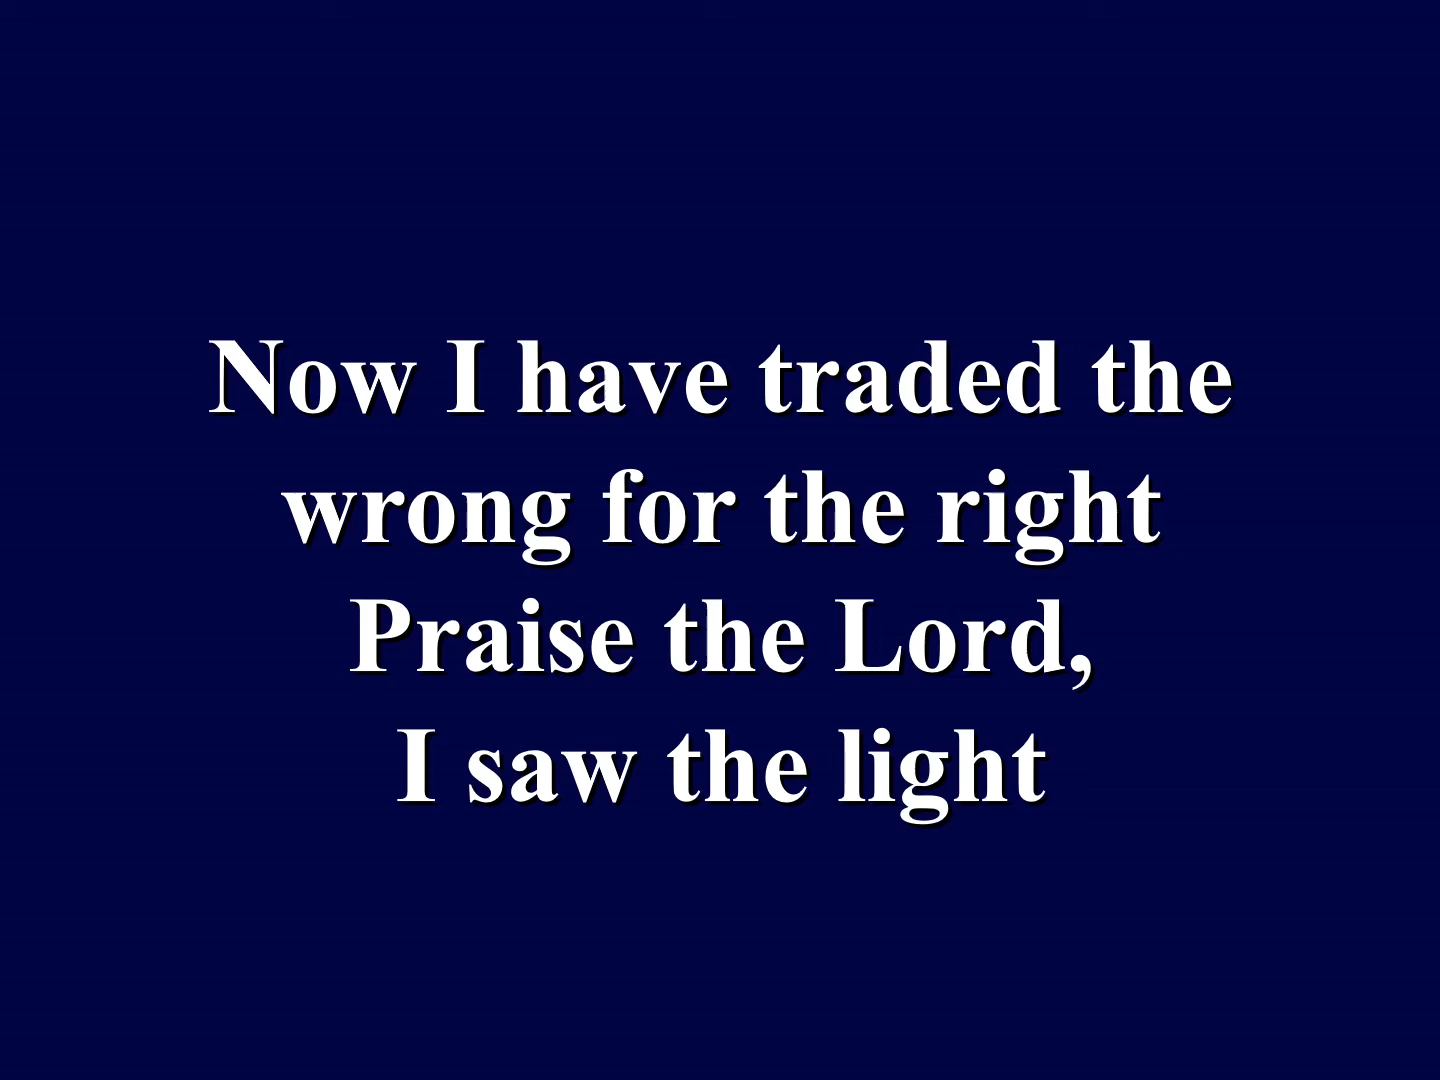 Now I have traded the
wrong for the right
Praise the Lord,
I saw the light